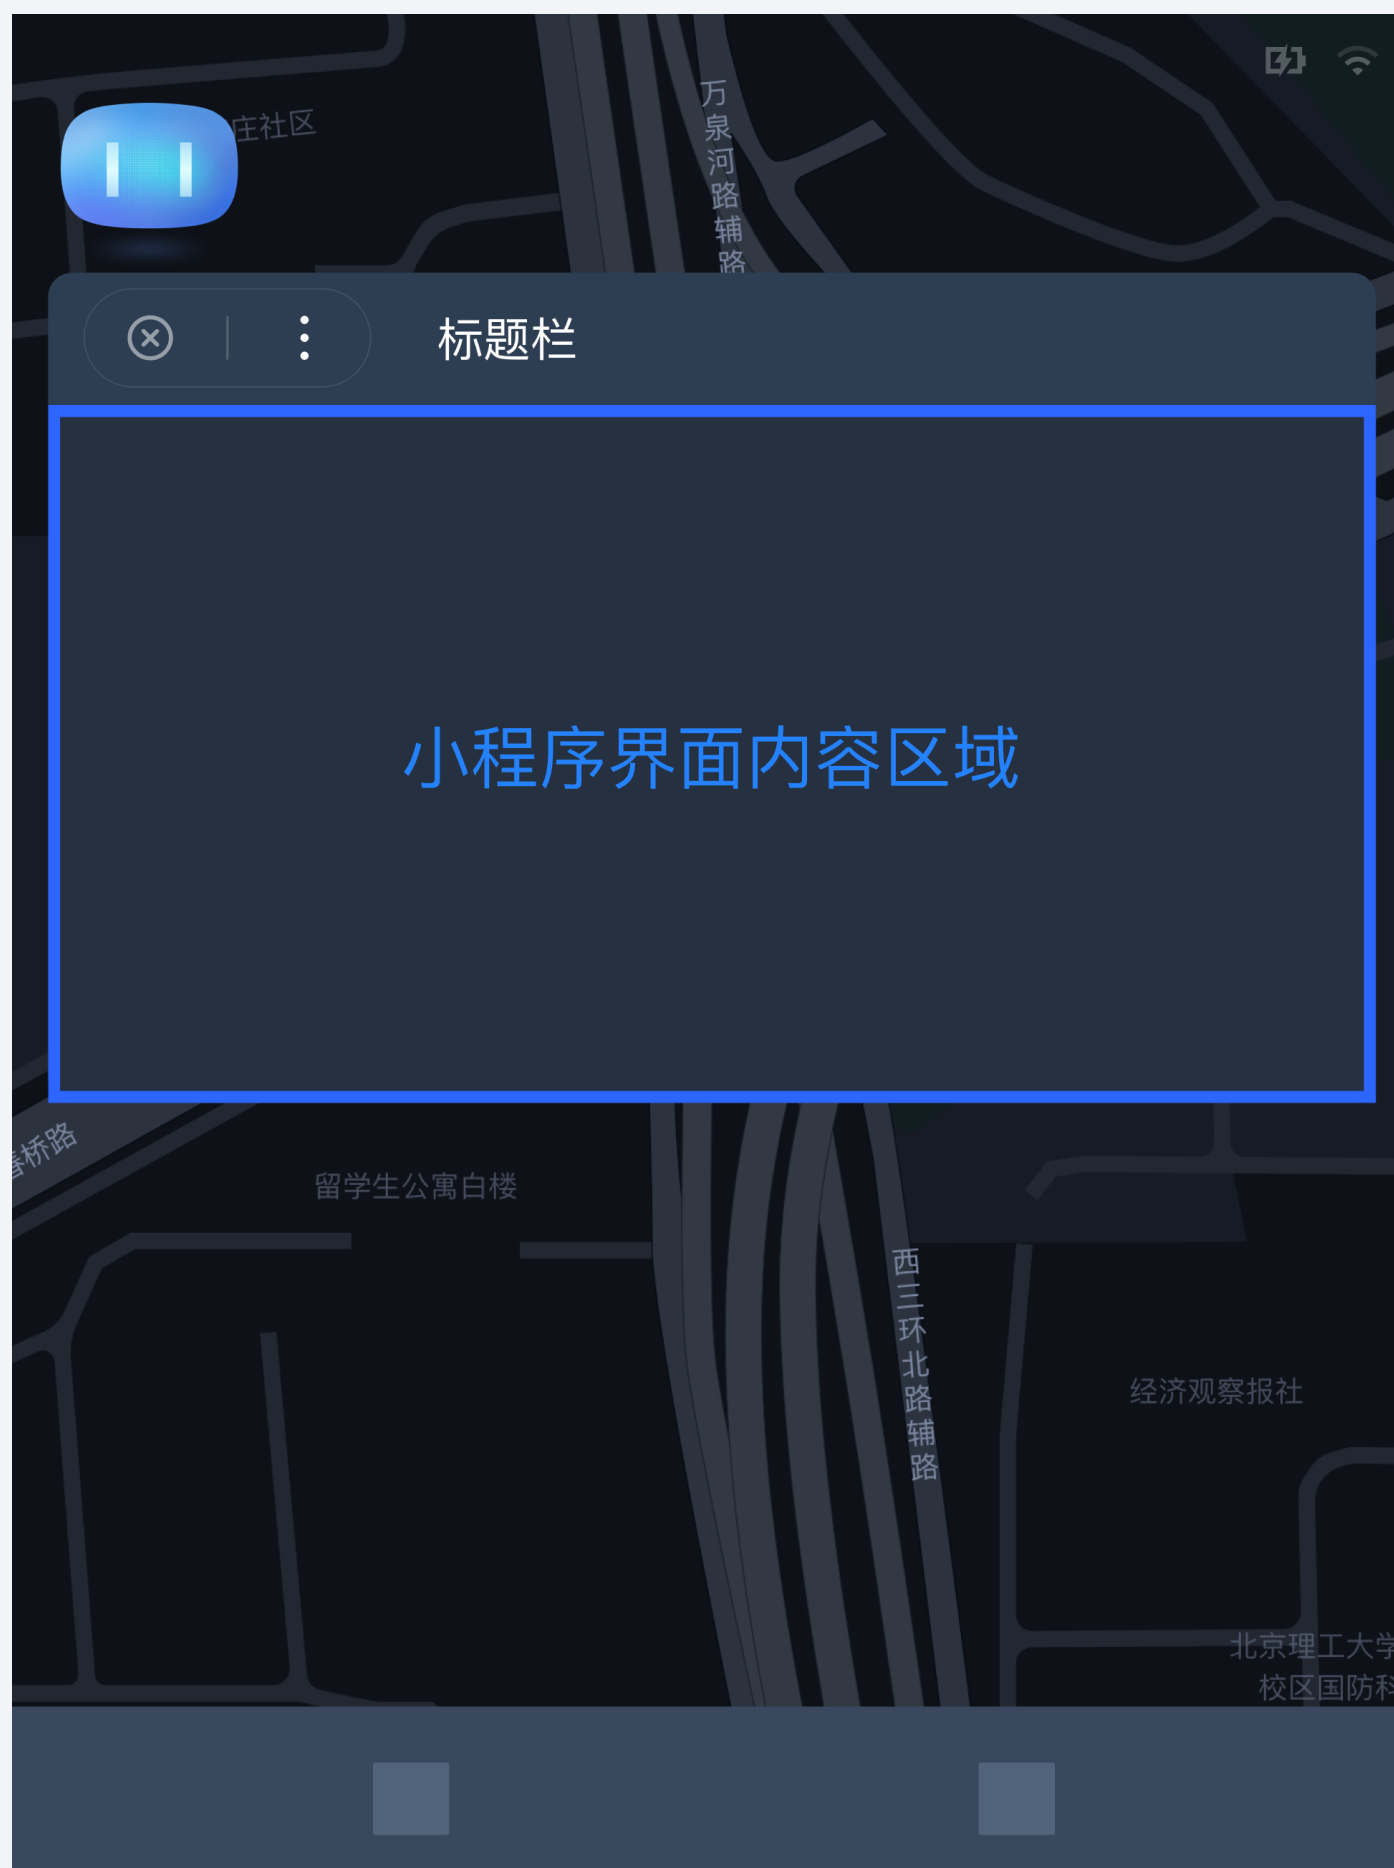 庄社区
万泉河路辅路
标题栏
小程序界面内容区域
春桥路
留学生公寓白楼
西三环北路辅路
经济观察报社
北京理工大学
校区国防科